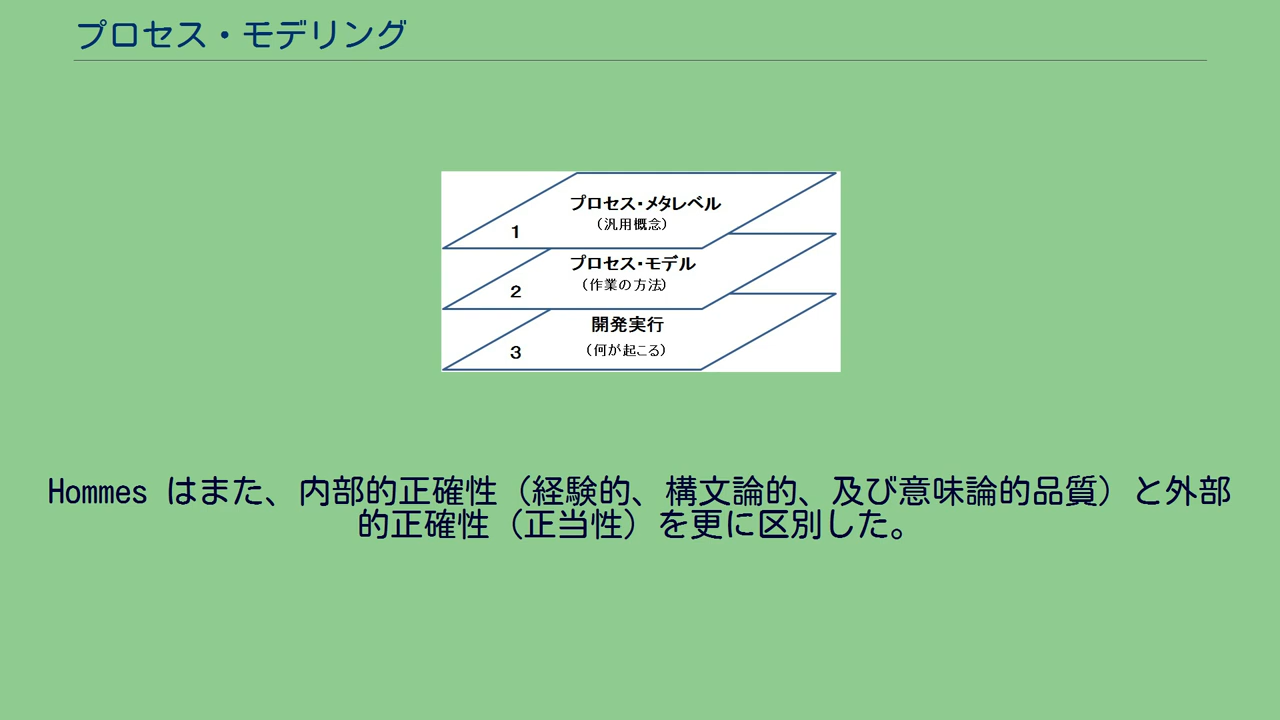 プロセス・モデリング
プロセス・メタレベル
（汎用概念）
1
プロセス・モデル
（作業の方法）
2
開発実行
（何が起こる）
3
Hommes はまた、内部的正確性（経験的、構文論的、及び意味論的品質）と外部
的正確性（正当性）を更に区別した。